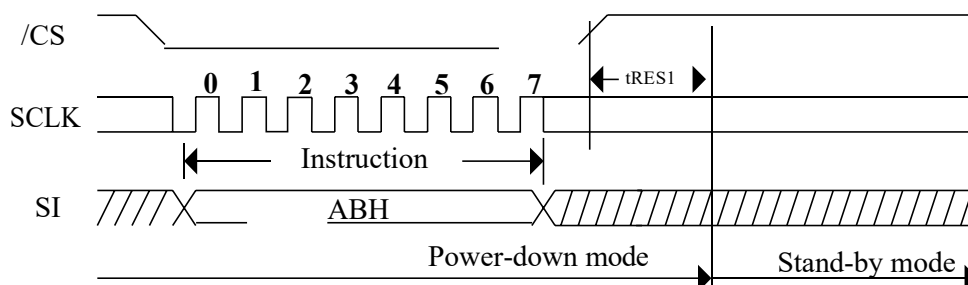 /CS
tRES1
0 1 2 3 4 5 6 7
SCLK
Instruction
SI
ABH
Power-down mode
Stand-by mode